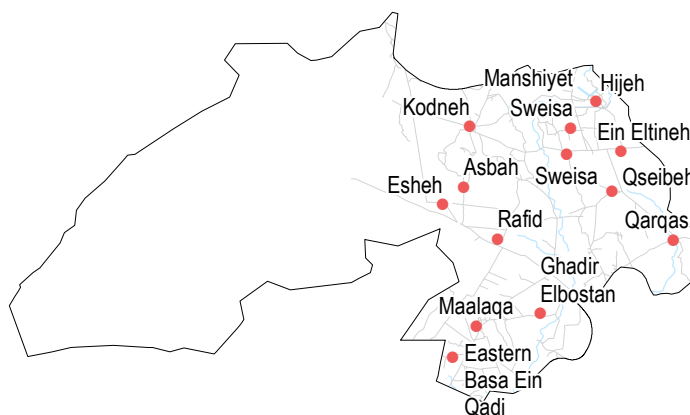 Manshiyet
Sweisa
Hijeh
Kodneh
Ein Eltineh
Sweisa
Asbah
Qseibeh
Esheh
Rafid
Qarqas
Ghadir
Elbostan
Maalaqa
Eastern
Basa Ein
Qadi